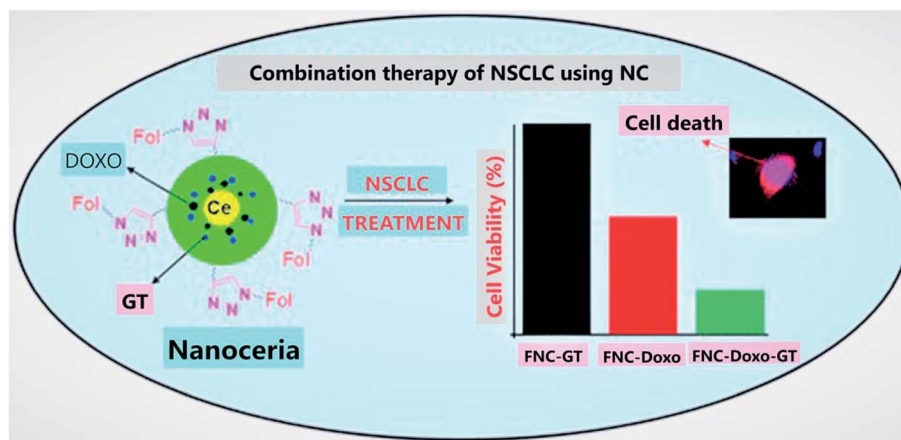 Combination therapy of NSCLC using NC
N
N
N
Fol
DOXO
Fol
N
N
N
Ce
N
N
N
Fol
GT
N
N
N
Fol
Nanoceria
NSCLC
TREATMENT
Cell Viability (%)
Cell death
FNC-GT
FNC-Doxo
FNC-Doxo-GT